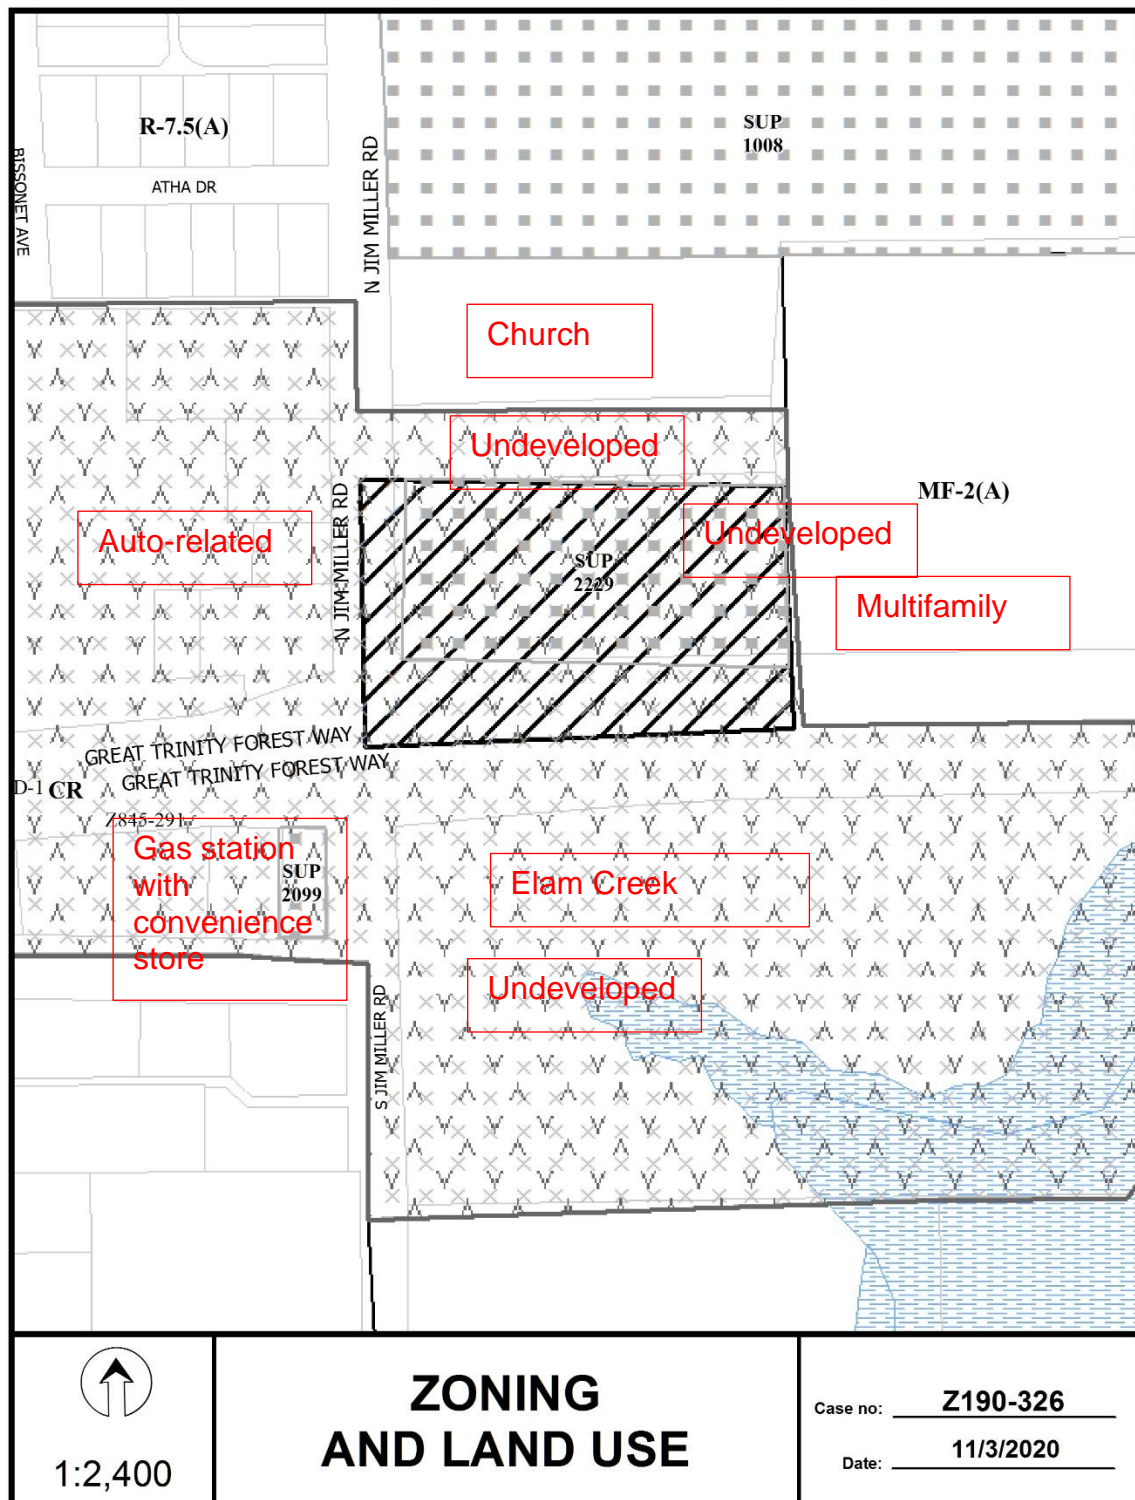 R-7.5(A)
SUP
1008
BISSONET AVE
ATHA DR
N JIM MILLER RD
Church
Undeveloped
MF-2(A)
N JIM MILLER RD
Auto-related
Undeveloped
SUP
2229
Multifamily
GREAT TRINITY FOREST WAY
GREAT TRINITY FOREST WAY
D-1 CR
Z845-291
Gas station
with
convenience
store
SUP
2099
Elam Creek
Undeveloped
S JIM MILLER RD
1:2,400
ZONING
AND LAND USE
Case no: Z190-326
Date: 11/3/2020